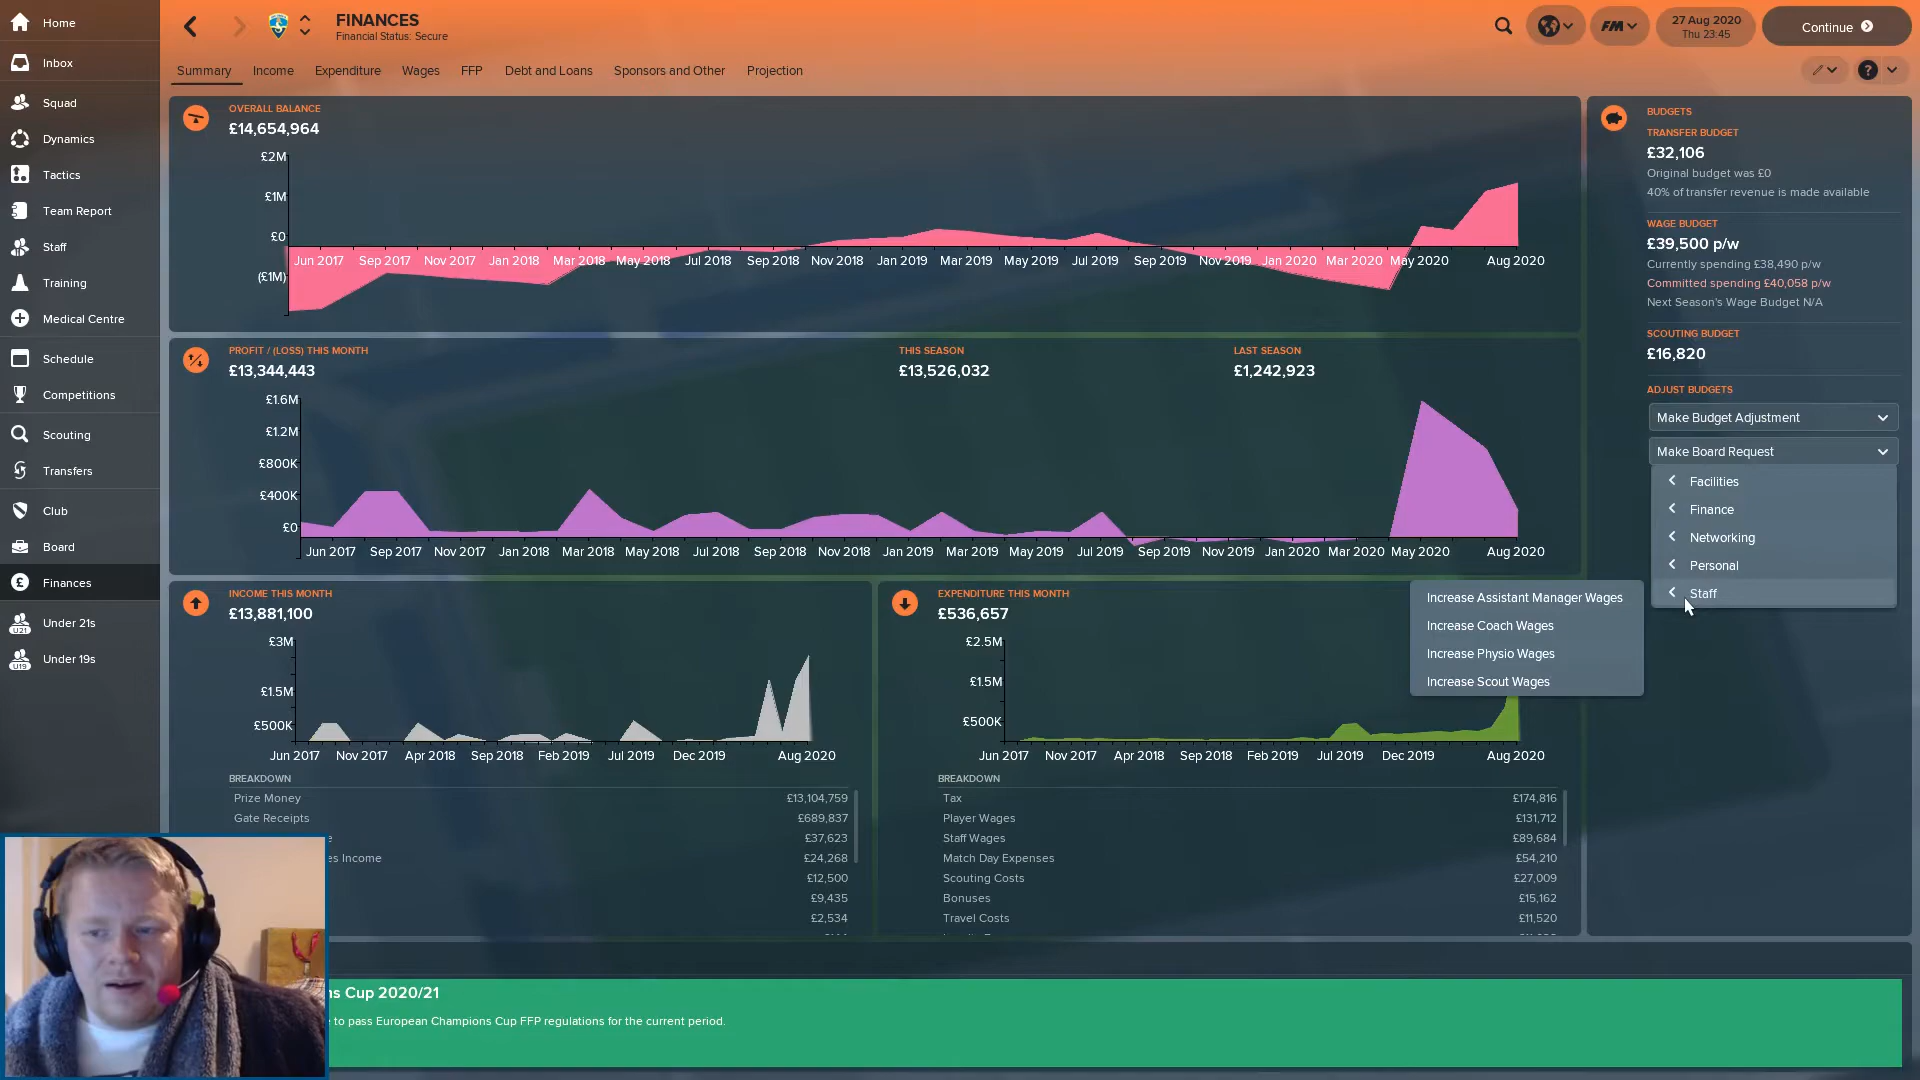 Home
Inbox
Squad
Dynamics
Tactics
Team Report
Staff
Training
Medical Centre
Schedule
Competitions
Scouting
Transfers
Club
Board
Finances
U21 Under 21s
U19 Under 19s
FINANCES
Financial Status: Secure
FM
27 Aug 2020
Thu 23:45
Continue
Summary Income Expenditure Wages FFP Debt and Loans Sponsors and Other Projection
OVERALL BALANCE
£14,654,964
£2M
£1M
£0
(£1M)
Jun 2017 Sep 2017 Nov 2017 Jan 2018 Mar 2018 May 2018 Jul 2018 Sep 2018 Nov 2018 Jan 2019 Mar 2019 May 2019 Jul 2019 Sep 2019 Nov 2019 Jan 2020 Mar 2020 May 2020 Aug 2020
PROFIT / (LOSS) THIS MONTH
£13,344,443
THIS SEASON
£13,526,032
LAST SEASON
£1,242,923
£1.6M
£1.2M
£800K
£400K
£0
Jun 2017 Sep 2017 Nov 2017 Jan 2018 Mar 2018 May 2018 Jul 2018 Sep 2018 Nov 2018 Jan 2019 Mar 2019 May 2019 Jul 2019 Sep 2019 Nov 2019 Jan 2020 Mar 2020 May 2020 Aug 2020
INCOME THIS MONTH
£13,881,100
£3M
£1.5M
£500K
Jun 2017 Nov 2017 Apr 2018 Sep 2018 Feb 2019 Jul 2019 Dec 2019 Aug 2020
BREAKDOWN
Prize Money £13,104,759
Gate Receipts £689,837
e £37,623
es Income £24,268
£12,500
£9,435
£2,534
EXPENDITURE THIS MONTH
£536,657
£2.5M
£1.5M
£500K
Jun 2017 Nov 2017 Apr 2018 Sep 2018 Feb 2019 Jul 2019 Dec 2019 Aug 2020
BREAKDOWN
Tax £174,816
Player Wages £131,712
Staff Wages £89,684
Match Day Expenses £54,210
Scouting Costs £27,009
Bonuses £15,162
Travel Costs £11,520
BUDGETS
TRANSFER BUDGET
£32,106
Original budget was £0
40% of transfer revenue is made available
WAGE BUDGET
£39,500 p/w
Currently spending £38,490 p/w
Committed spending £40,058 p/w
Next Season's Wage Budget N/A
SCOUTING BUDGET
£16,820
ADJUST BUDGETS
Make Budget Adjustment
Make Board Request
Facilities
Finance
Networking
Personal
Staff
Increase Assistant Manager Wages
Increase Coach Wages
Increase Physio Wages
Increase Scout Wages
ns Cup 2020/21
e to pass European Champions Cup FFP regulations for the current period.